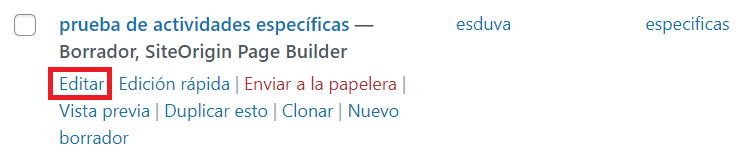 prueba de actividades específicas — esduva especificas
Borrador, SiteOrigin Page Builder
Editar Edición rápida | Enviar a la papelera |
Vista previa | Duplicar esto | Clonar | Nuevo
borrador